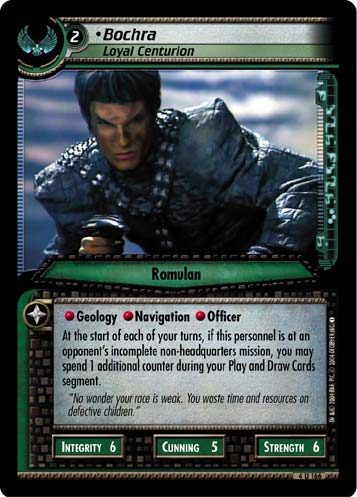 2
•Bochra
Loyal Centurion
Romulan
• Geology • Navigation • Officer
At the start of each of your turns, if this personnel is at an
opponent's incomplete non-headquarters mission, you may
spend 1 additional counter during your Play and Draw Cards
segment.
"No wonder your race is weak. You waste time and resources on
defective children."
INTEGRITY 6 CUNNING 5 STRENGTH 6
4 U 166